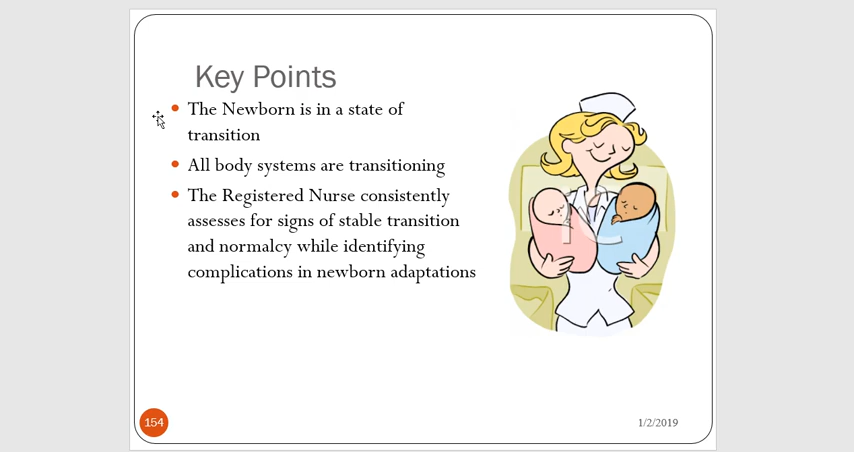 Key Points
The Newborn is in a state of
transition
All body systems are transitioning
The Registered Nurse consistently
assesses for signs of stable transition
and normalcy while identifying
complications in newborn adaptations
154
1/2/2019